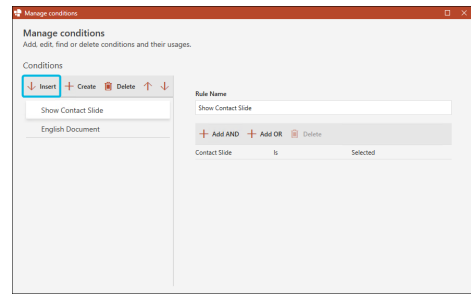 Manage conditions
Manage conditions
Add, edit, find or delete conditions and their usages.
Conditions
Insert Create Delete
Rule Name
Show Contact Slide
Show Contact Slide
English Document
Add AND Add OR Delete
Contact Slide Is Selected